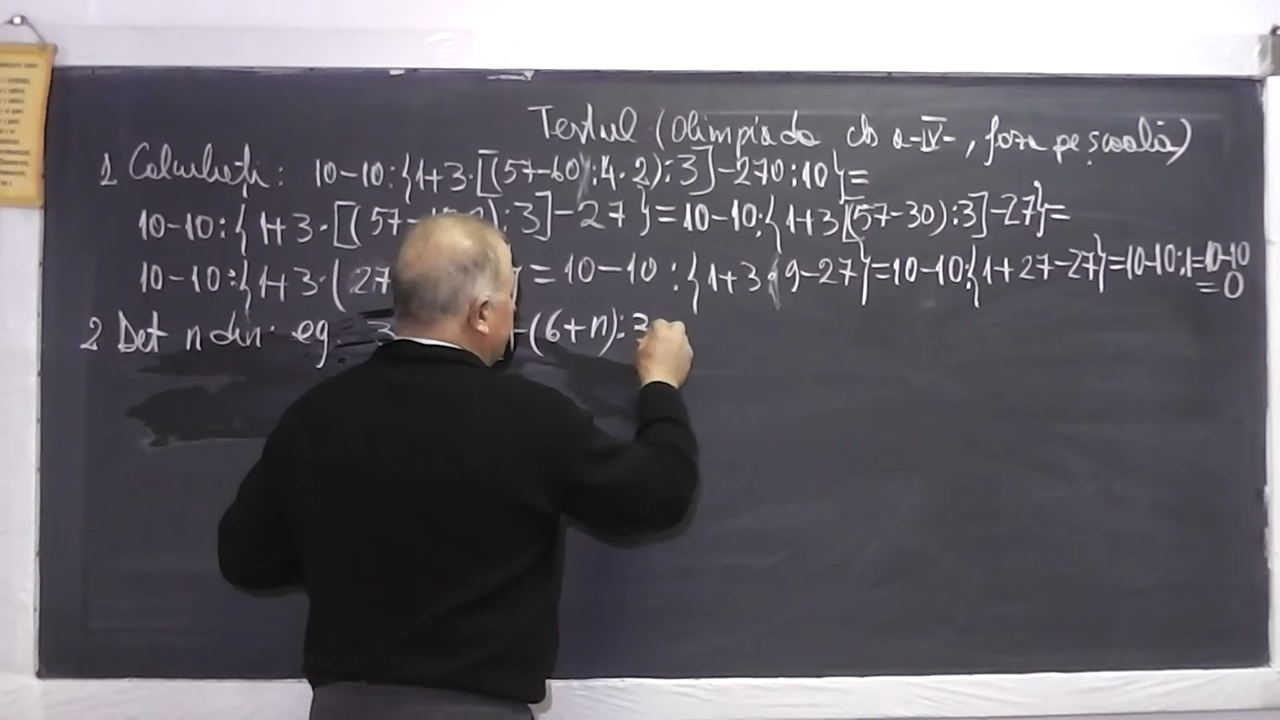 Testul (Olimpiada cls a-IV-, faza pe școală)
1 Calculați: 10-10:{1+3·[(57-60:4·2):3]-270:10}=
10-10:{1+3·[(57-15·2):3]-27}=10-10:{1+3[(57-30):3]-27}=
10-10:{1+3·(27 }=10-10:{1+3·9-27}=10-10:{1+27-27}=10-10:1=10-10
=0
2 Det n din eg 3 -(6+n):3